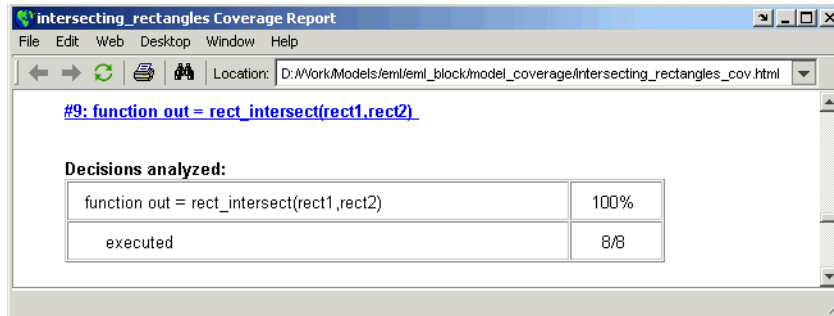 intersecting_rectangles Coverage Report
File Edit Web Desktop Window Help
Location: D:/Work/Models/eml/eml_block/model_coverage/intersecting_rectangles_cov.html
#9: function out = rect_intersect(rect1,rect2)
Decisions analyzed:
function out = rect_intersect(rect1,rect2) 100%
executed 8/8